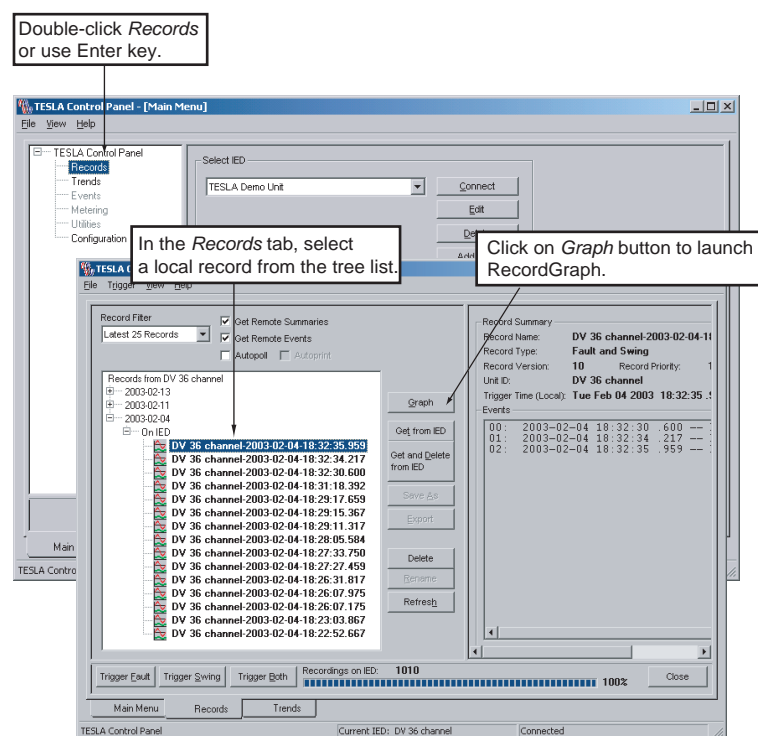 Double-click Records
or use Enter key.
TESLA Control Panel - [Main Menu]
File View Help
TESLA Control Panel
Records
Trends
Events
Metering
Utilities
Configuration
Select IED
TESLA Demo Unit
Connect
Edit
In the Records tab, select
a local record from the tree list.
Click on Graph button to launch
RecordGraph.
File Trigger View Help
Record Filter
Latest 25 Records
Get Remote Summaries
Get Remote Events
Autopoll Autoprint
Records from DV 36 channel
2003-02-13
2003-02-11
2003-02-04
On IED
DV 36 channel-2003-02-04-18:32:35.959
DV 36 channel-2003-02-04-18:32:34.217
DV 36 channel-2003-02-04-18:32:30.600
DV 36 channel-2003-02-04-18:31:18.392
DV 36 channel-2003-02-04-18:29:17.659
DV 36 channel-2003-02-04-18:29:15.367
DV 36 channel-2003-02-04-18:29:11.317
DV 36 channel-2003-02-04-18:28:05.584
DV 36 channel-2003-02-04-18:27:33.750
DV 36 channel-2003-02-04-18:27:27.459
DV 36 channel-2003-02-04-18:26:31.817
DV 36 channel-2003-02-04-18:26:07.975
DV 36 channel-2003-02-04-18:26:07.175
DV 36 channel-2003-02-04-18:23:03.867
DV 36 channel-2003-02-04-18:22:52.667
Graph
Get from IED
Get and Delete
from IED
Save As
Export
Delete
Rename
Refresh
Record Summary
Record Name: DV 36 channel-2003-02-04-18
Record Type: Fault and Swing
Record Version: 10 Record Priority: 1
Unit ID: DV 36 channel
Trigger Time (Local): Tue Feb 04 2003 18:32:35
Events
00: 2003-02-04 18:32:30 .600 --
01: 2003-02-04 18:32:34 .217 --
02: 2003-02-04 18:32:35 .959 --
Trigger Fault Trigger Swing Trigger Both Recordings on IED: 1010
100%
Close
Main
Main Menu Records Trends
TESLA Contro
TESLA Control Panel Current IED: DV 36 channel Connected